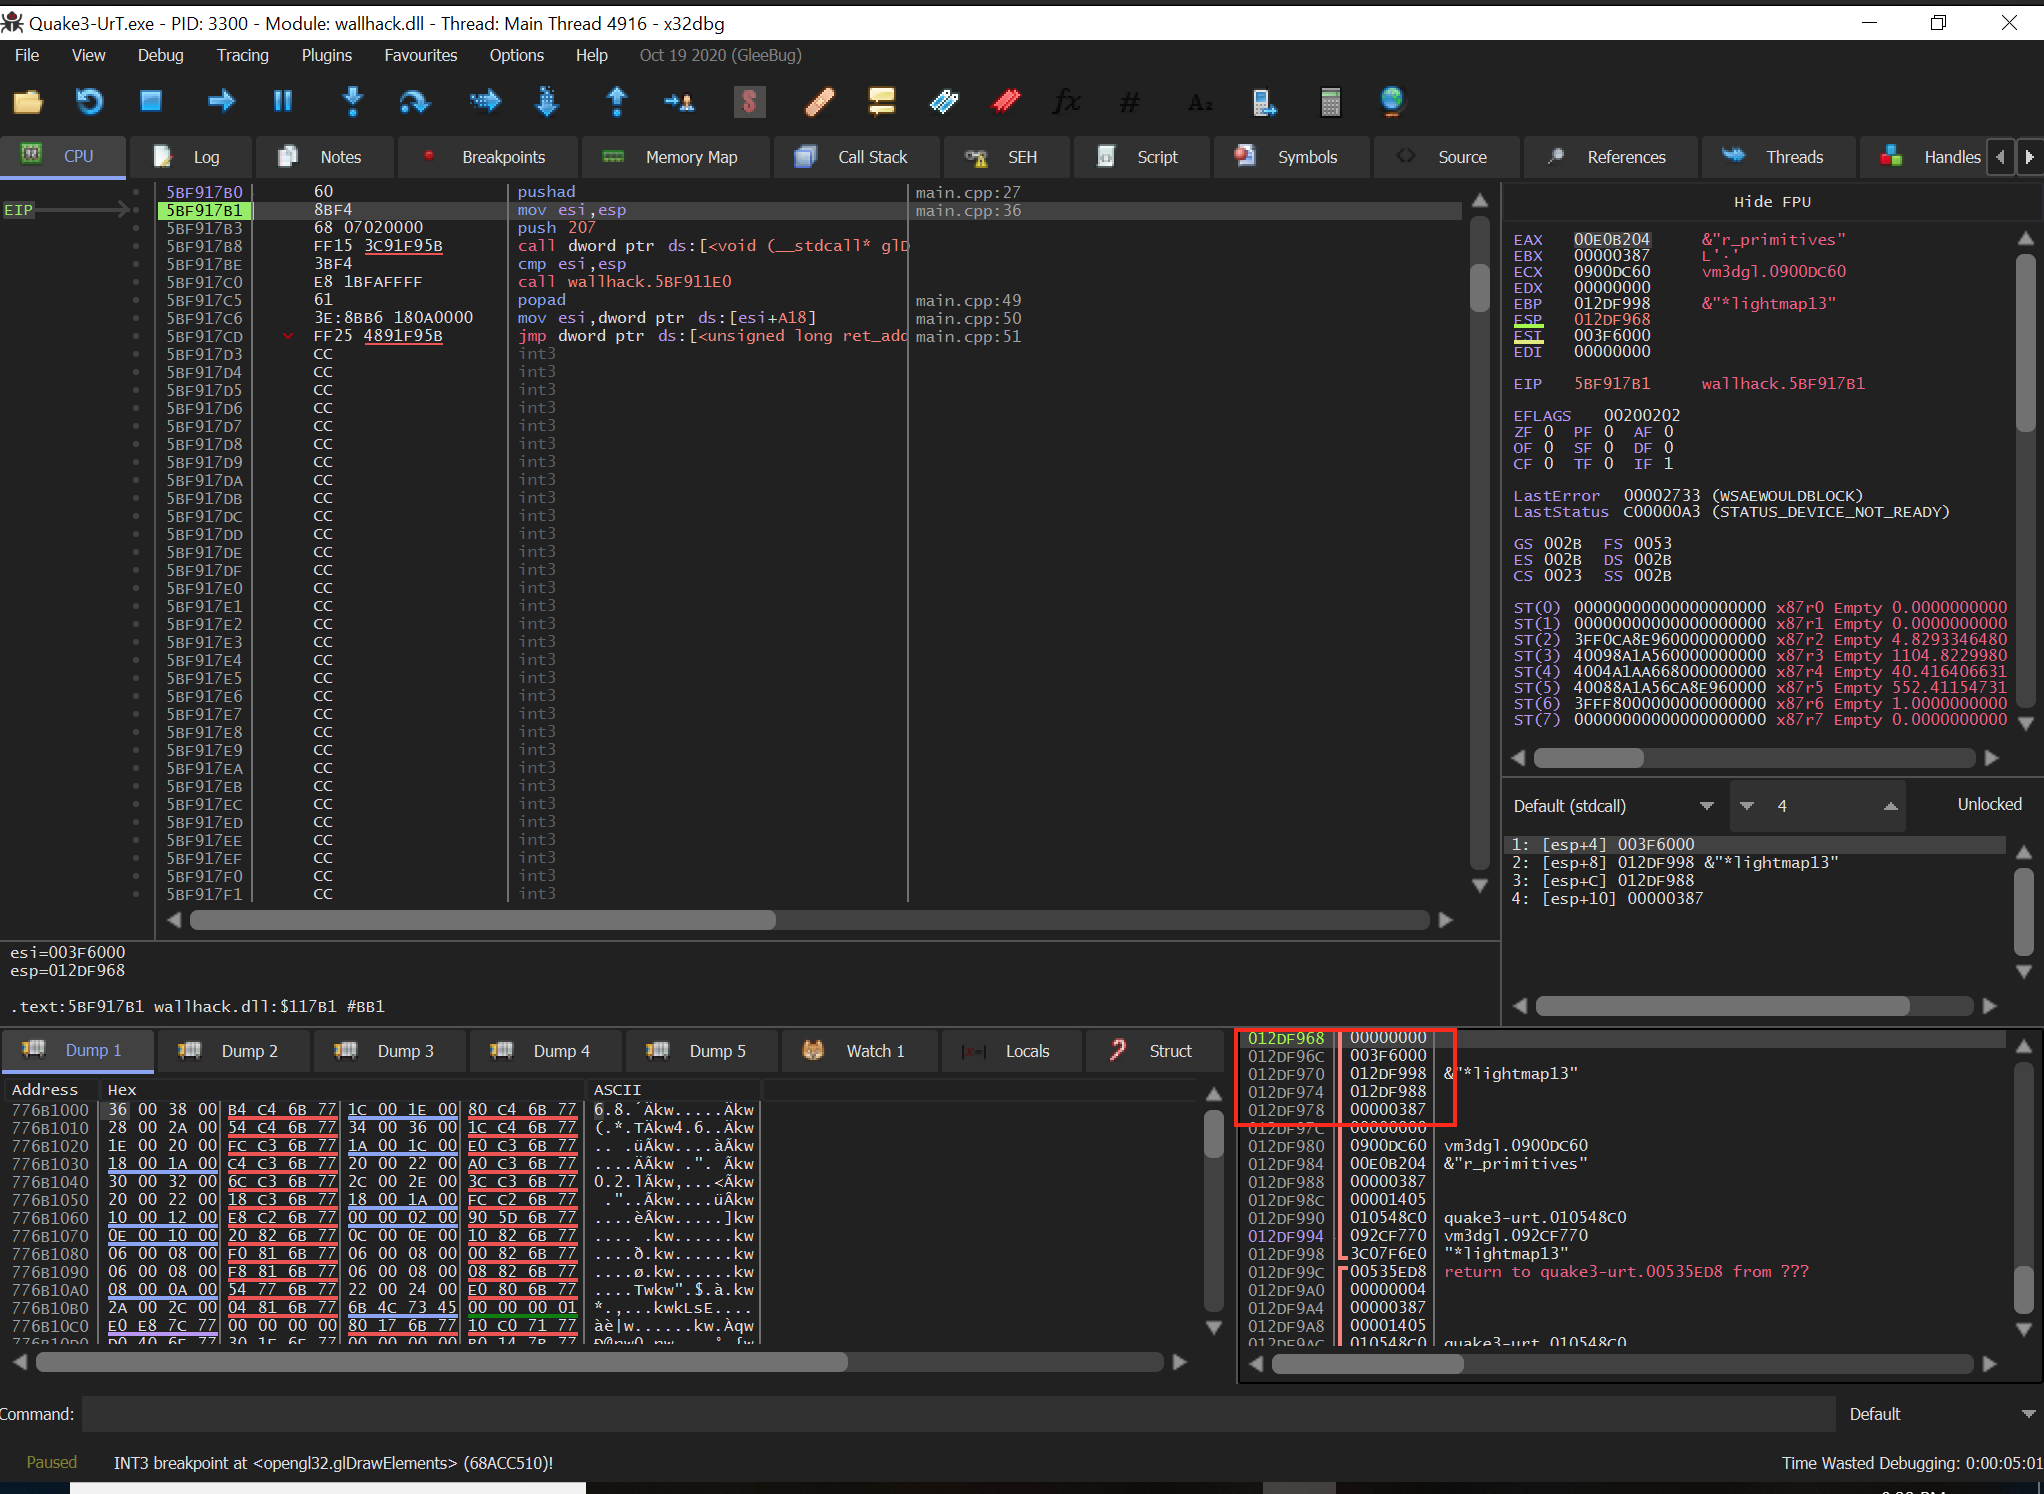 Quake3-UrT.exe - PID: 3300 - Module: wallhack.dll - Thread: Main Thread 4916 - x32dbg
File View Debug Tracing Plugins Favourites Options Help Oct 19 2020 (GleeBug)
CPU Log Notes Breakpoints Memory Map Call Stack SEH Script Symbols Source References Threads Handles
EIP
5BF917B0 60 pushad main.cpp:27
5BF917B1 8BF4 mov esi,esp main.cpp:36
5BF917B3 68 07020000 push 207
5BF917B8 FF15 3C91F95B call dword ptr ds:[<void (__stdcall* glD
5BF917BE 3BF4 cmp esi,esp
5BF917C0 E8 1BFAFFFF call wallhack.5BF911E0
5BF917C5 61 popad main.cpp:49
5BF917C6 3E:8BB6 180A0000 mov esi,dword ptr ds:[esi+A18] main.cpp:50
5BF917CD FF25 4891F95B jmp dword ptr ds:[<unsigned long ret_add main.cpp:51
5BF917D3 CC int3
5BF917D4 CC int3
5BF917D5 CC int3
5BF917D6 CC int3
5BF917D7 CC int3
5BF917D8 CC int3
5BF917D9 CC int3
5BF917DA CC int3
5BF917DB CC int3
5BF917DC CC int3
5BF917DD CC int3
5BF917DE CC int3
5BF917DF CC int3
5BF917E0 CC int3
5BF917E1 CC int3
5BF917E2 CC int3
5BF917E3 CC int3
5BF917E4 CC int3
5BF917E5 CC int3
5BF917E6 CC int3
5BF917E7 CC int3
5BF917E8 CC int3
5BF917E9 CC int3
5BF917EA CC int3
5BF917EB CC int3
5BF917EC CC int3
5BF917ED CC int3
5BF917EE CC int3
5BF917EF CC int3
5BF917F0 CC int3
5BF917F1 CC int3
Hide FPU
EAX 00E0B204 &"r_primitives"
EBX 00000387 L'·'
ECX 0900DC60 vm3dgl.0900DC60
EDX 00000000
EBP 012DF998 &"*lightmap13"
ESP 012DF968
ESI 003F6000
EDI 00000000
EIP 5BF917B1 wallhack.5BF917B1
EFLAGS 00200202
ZF 0 PF 0 AF 0
OF 0 SF 0 DF 0
CF 0 TF 0 IF 1
LastError 00002733 (WSAEWOULDBLOCK)
LastStatus C00000A3 (STATUS_DEVICE_NOT_READY)
GS 002B FS 0053
ES 002B DS 002B
CS 0023 SS 002B
ST(0) 00000000000000000000 x87r0 Empty 0.0000000000
ST(1) 00000000000000000000 x87r1 Empty 0.0000000000
ST(2) 3FF0CA8E960000000000 x87r2 Empty 4.8293346480
ST(3) 40098A1A560000000000 x87r3 Empty 1104.8229980
ST(4) 4004A1AA668000000000 x87r4 Empty 40.416406631
ST(5) 40088A1A56CA8E960000 x87r5 Empty 552.41154731
ST(6) 3FFF8000000000000000 x87r6 Empty 1.0000000000
ST(7) 00000000000000000000 x87r7 Empty 0.0000000000
Default (stdcall) 4 Unlocked
1: [esp+4] 003F6000
2: [esp+8] 012DF998 &"*lightmap13"
3: [esp+C] 012DF988
4: [esp+10] 00000387
esi=003F6000
esp=012DF968
.text:5BF917B1 wallhack.dll:$117B1 #BB1
Dump 1 Dump 2 Dump 3 Dump 4 Dump 5 Watch 1 Locals Struct
Address Hex ASCII
776B1000 36 00 38 00 B4 C4 6B 77 1C 00 1E 00 80 C4 6B 77 6.8.´Äkw.....Äkw
776B1010 28 00 2A 00 54 C4 6B 77 34 00 36 00 1C C4 6B 77 (.*.TÄkw4.6..Äkw
776B1020 1E 00 20 00 FC C3 6B 77 1A 00 1C 00 E0 C3 6B 77 .. .üÃkw....àÃkw
776B1030 18 00 1A 00 C4 C3 6B 77 20 00 22 00 A0 C3 6B 77 ....ÄÃkw .". Ãkw
776B1040 30 00 32 00 6C C3 6B 77 2C 00 2E 00 3C C3 6B 77 0.2.lÃkw,...<Ãkw
776B1050 20 00 22 00 18 C3 6B 77 18 00 1A 00 FC C2 6B 77 ."..Ãkw....üÂkw
776B1060 10 00 12 00 E8 C2 6B 77 00 00 02 00 90 5D 6B 77 ....èÂkw.....]kw
776B1070 0E 00 10 00 20 82 6B 77 0C 00 0E 00 10 82 6B 77 .... .kw......kw
776B1080 06 00 08 00 F0 81 6B 77 06 00 08 00 00 82 6B 77 ....ð.kw......kw
776B1090 06 00 08 00 F8 81 6B 77 06 00 08 00 08 82 6B 77 ....ø.kw......kw
776B10A0 08 00 0A 00 54 77 6B 77 22 00 24 00 E0 80 6B 77 ....Twkw".$.à.kw
776B10B0 2A 00 2C 00 04 81 6B 77 6B 4C 73 45 00 00 00 01 *.,...kwkLsE....
776B10C0 E0 E8 7C 77 00 00 00 00 80 17 6B 77 10 C0 71 77 àè|w......kw.Àqw
012DF968 00000000
012DF96C 003F6000
012DF970 012DF998 &"*lightmap13"
012DF974 012DF988
012DF978 00000387
012DF97C 00000000
012DF980 0900DC60 vm3dgl.0900DC60
012DF984 00E0B204 &"r_primitives"
012DF988 00000387
012DF98C 00001405
012DF990 010548C0 quake3-urt.010548C0
012DF994 092CF770 vm3dgl.092CF770
012DF998 3C07F6E0 "*lightmap13"
012DF99C 00535ED8 return to quake3-urt.00535ED8 from ???
012DF9A0 00000004
012DF9A4 00000387
012DF9A8 00001405
012DF9AC 010548C0 quake3-urt.010548C0
Command: Default
Paused INT3 breakpoint at <opengl32.glDrawElements> (68ACC510)! Time Wasted Debugging: 0:00:05:01